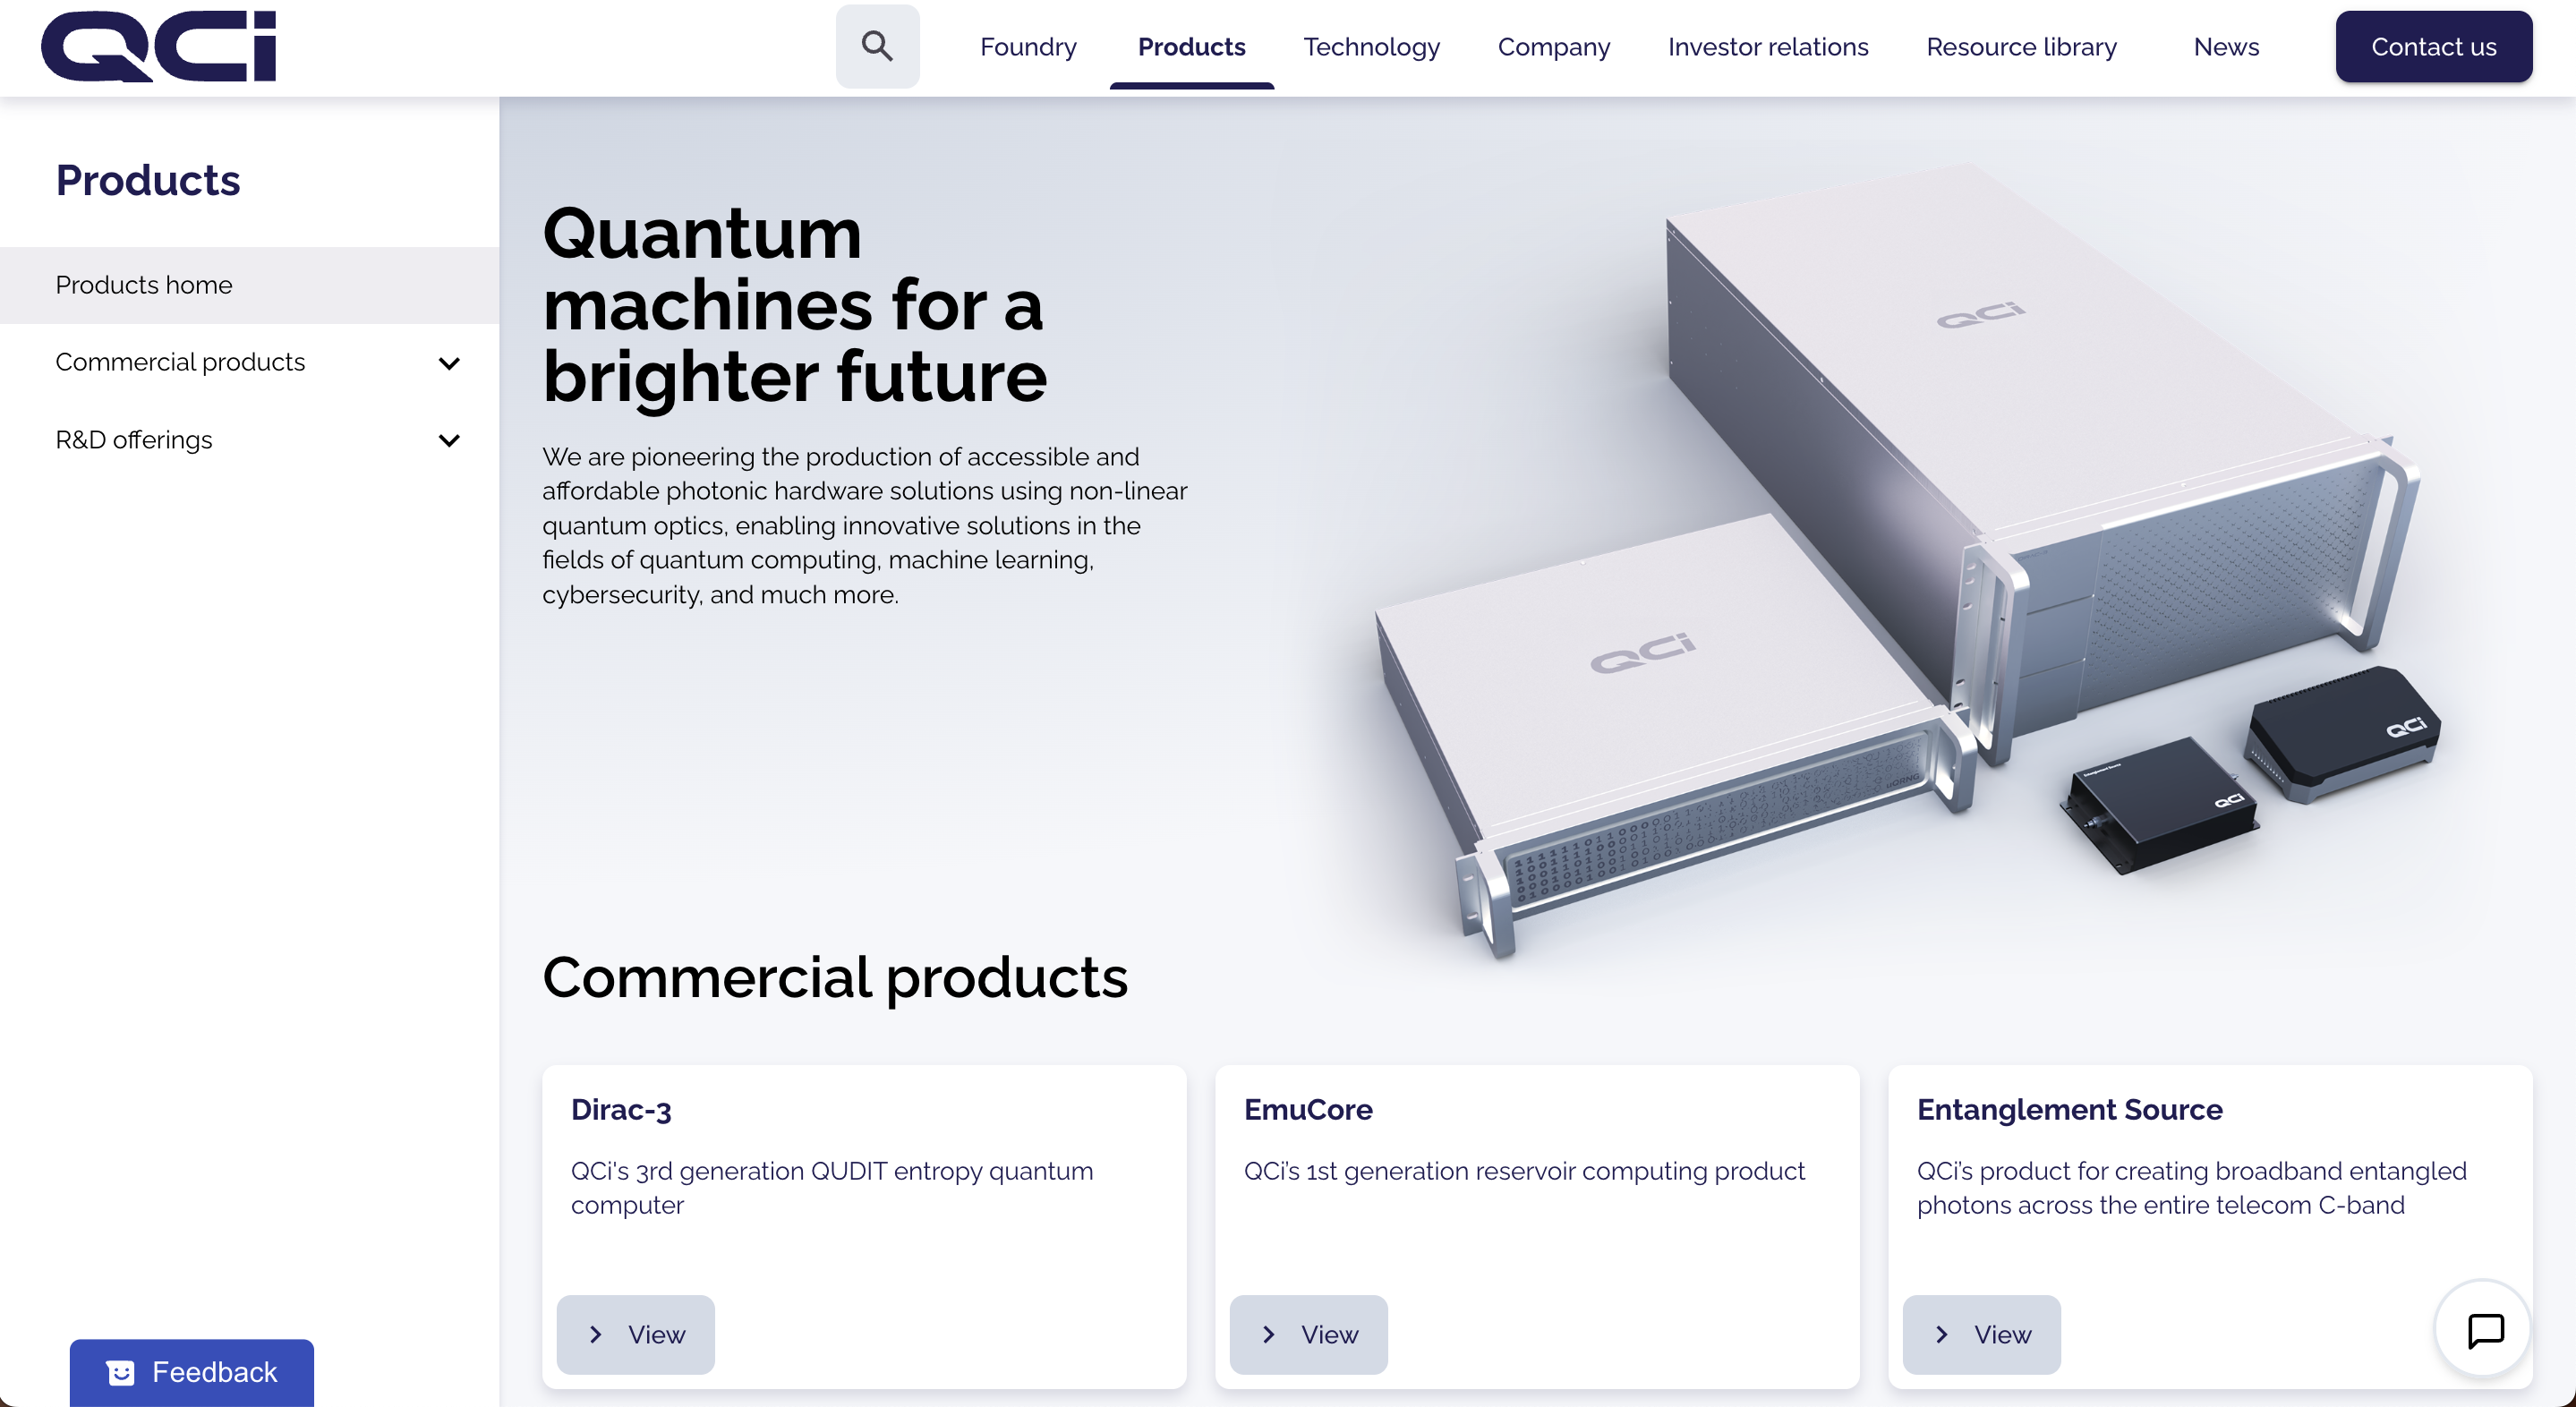 QCi
Foundry
Products
Technology
Company
Investor relations
Resource library
News
Contact us
Products
Products home
Commercial products
R&D offerings
Quantum
machines for a
brighter future
We are pioneering the production of accessible and
affordable photonic hardware solutions using non-linear
quantum optics, enabling innovative solutions in the
fields of quantum computing, machine learning,
cybersecurity, and much more.
QCi
QCi
QCi
QCi
Entanglement Source
uQRNG
Commercial products
Dirac-3
QCi's 3rd generation QUDIT entropy quantum
computer
View
EmuCore
QCi’s 1st generation reservoir computing product
View
Entanglement Source
QCi’s product for creating broadband entangled
photons across the entire telecom C-band
View
Feedback